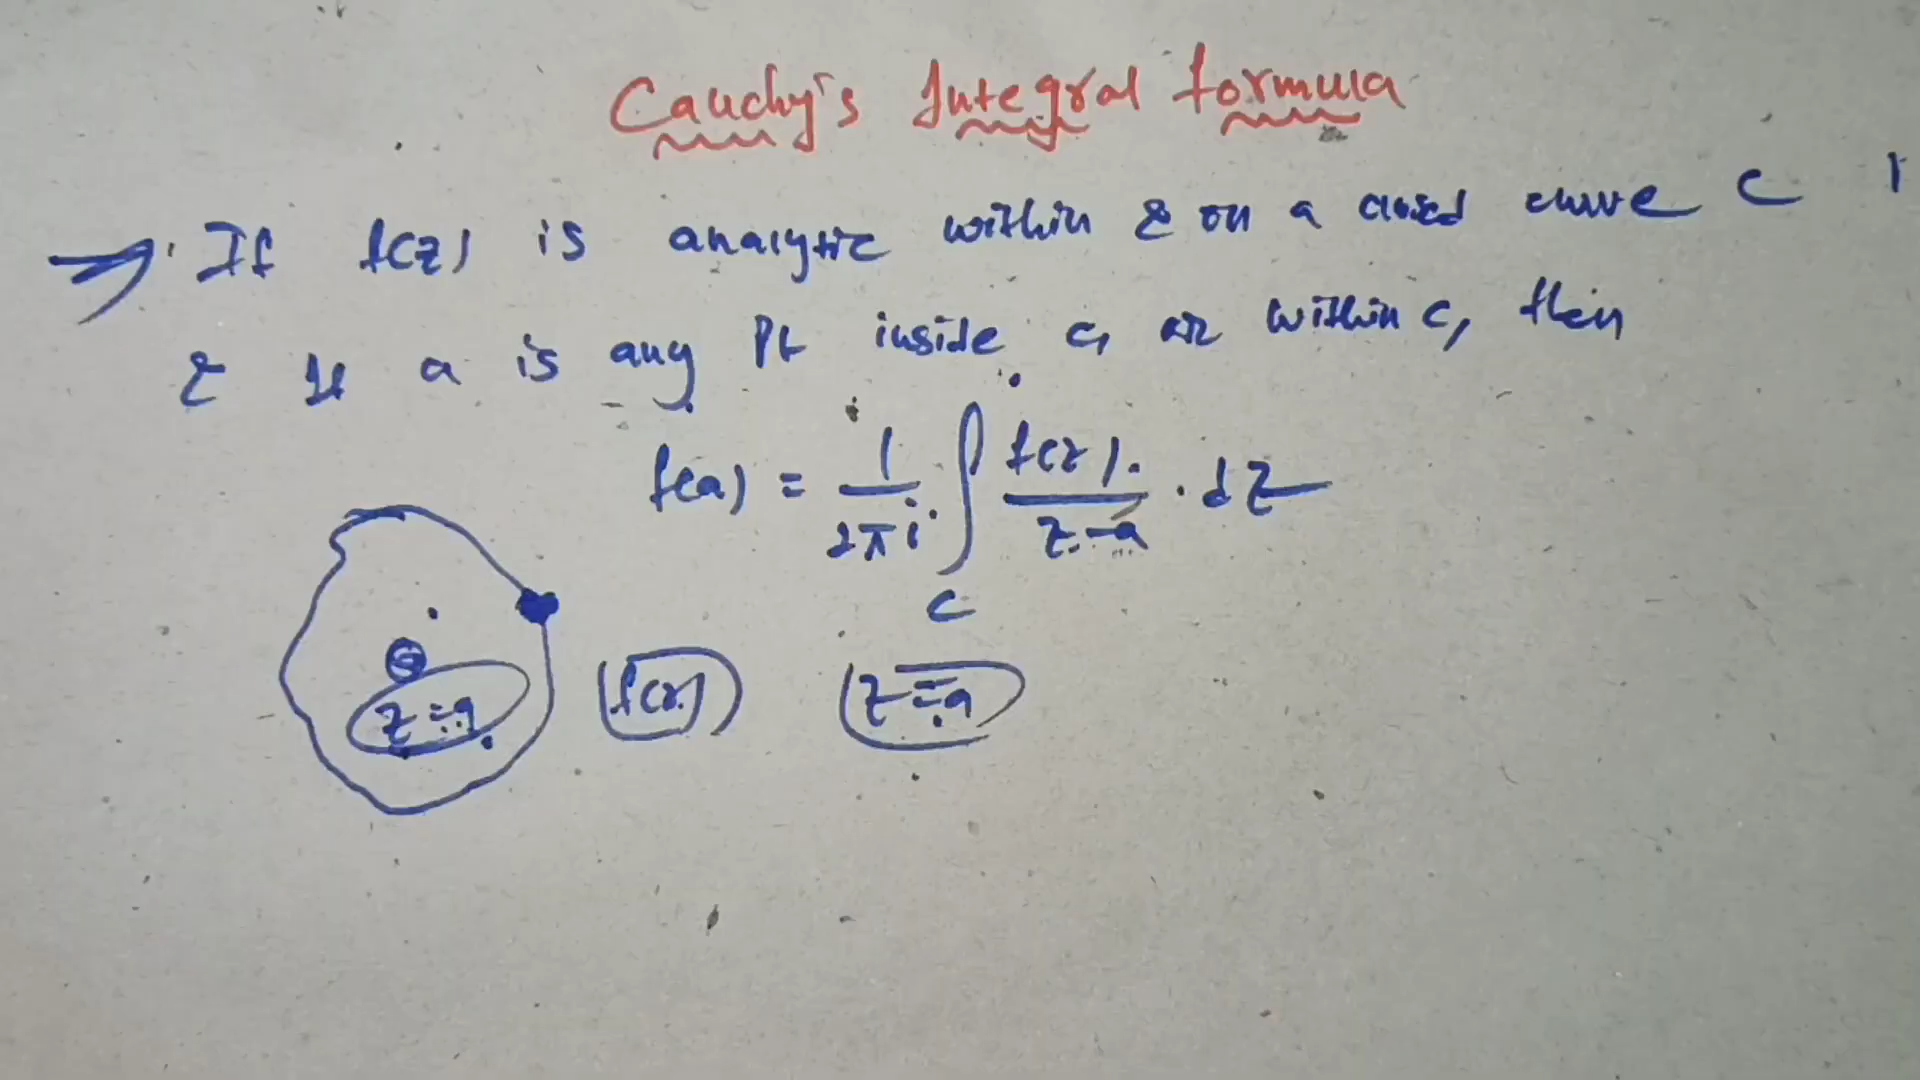 Cauchy's Integral formula
If f(z) is analytic within & on a closed curve C
& If a is any Pt inside C, or within C, then
f(a) = 1/2πi ∫_C f(z)/z-a . dz
z=a f(z) z=a